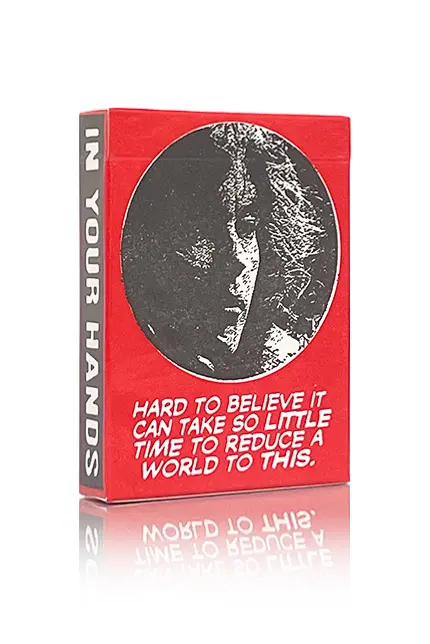 IN YOUR HANDS
HARD TO BELIEVE IT
CAN TAKE SO LITTLE
TIME TO REDUCE A
WORLD TO THIS.